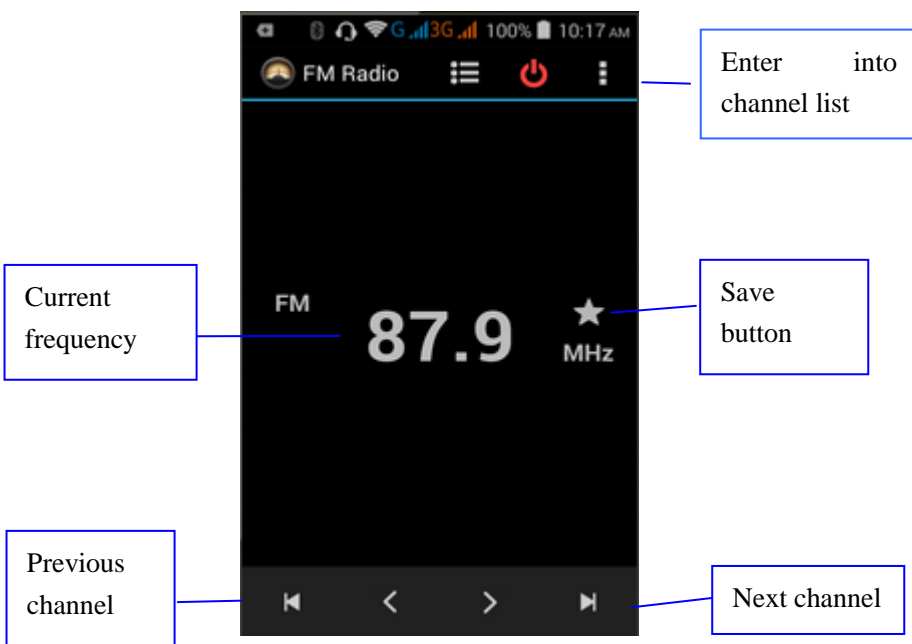 G 3G 100% 10:17 AM
FM Radio
Enter into
channel list
Current
frequency
FM
87.9
MHz
Save
button
Previous
channel
Next channel